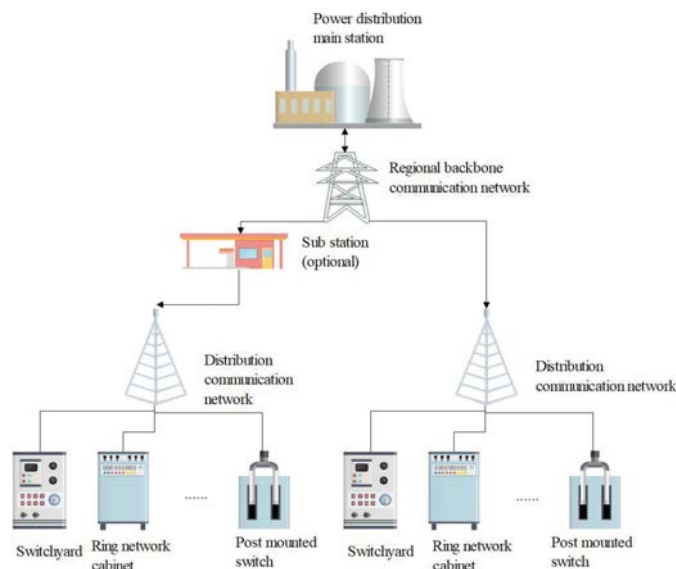 Power distribution
main station
Regional backbone
communication network
Sub station
(optional)
Distribution
communication
network
Distribution
communication network
......
......
Switchyard
Ring network
cabinet
Post mounted
switch
Switchyard
Ring network
cabinet
Post mounted
switch